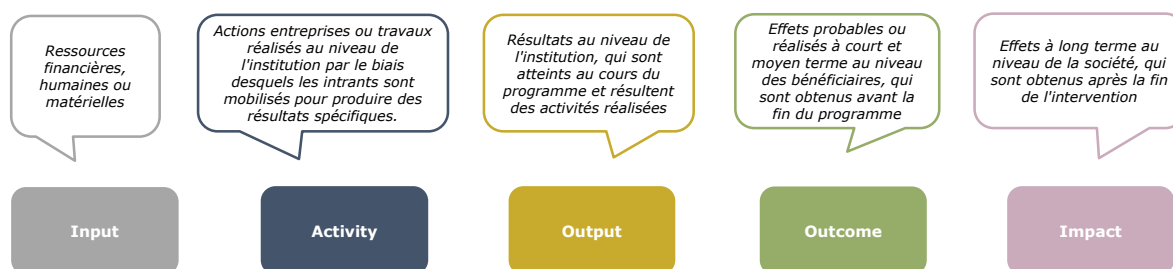 Ressources
financières,
humaines ou
matérielles
Actions entreprises ou travaux
réalisés au niveau de
l'institution par le biais
desquels les intrants sont
mobilisés pour produire des
résultats spécifiques.
Résultats au niveau de
l'institution, qui sont
atteints au cours du
programme et résultent
des activités réalisées
Effets probables ou
réalisés à court et
moyen terme au niveau
des bénéficiaires, qui
sont obtenus avant la
fin du programme
Effets à long terme au
niveau de la société, qui
sont obtenus après la fin
de l'intervention
Input
Activity
Output
Outcome
Impact